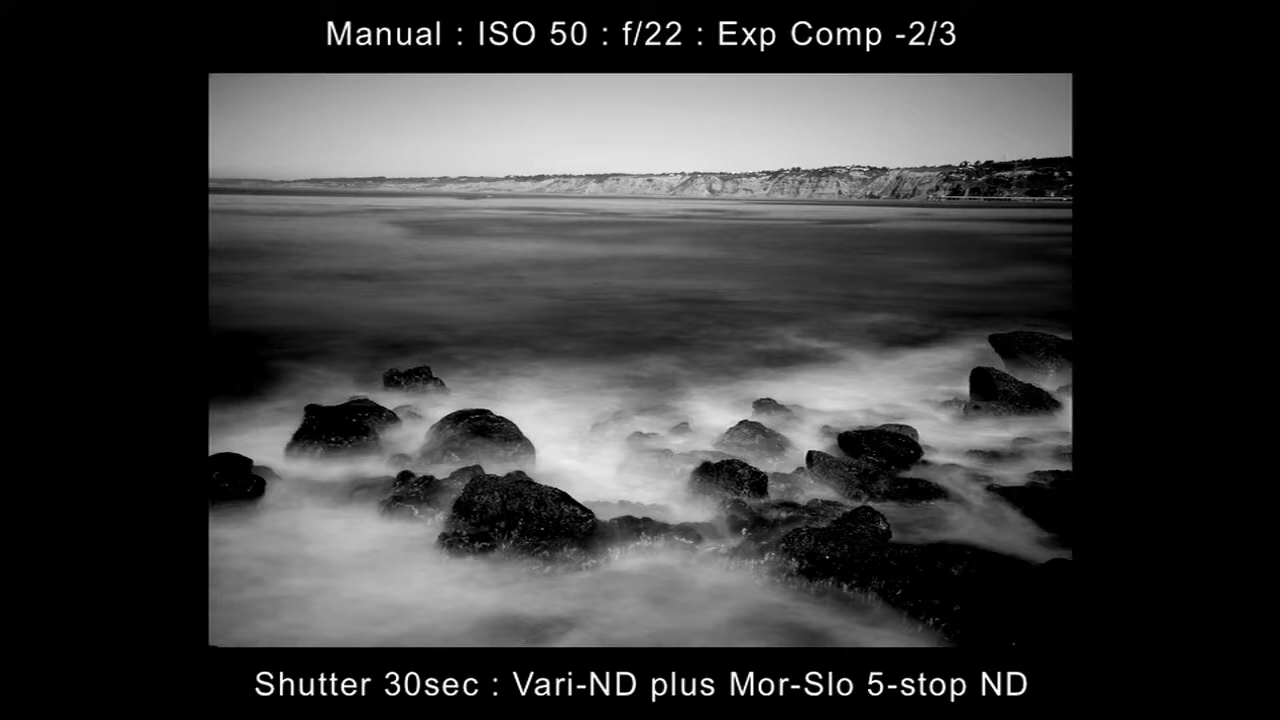 Manual : ISO 50 : f/22 : Exp Comp -2/3
Shutter 30sec : Vari-ND plus Mor-Slo 5-stop ND